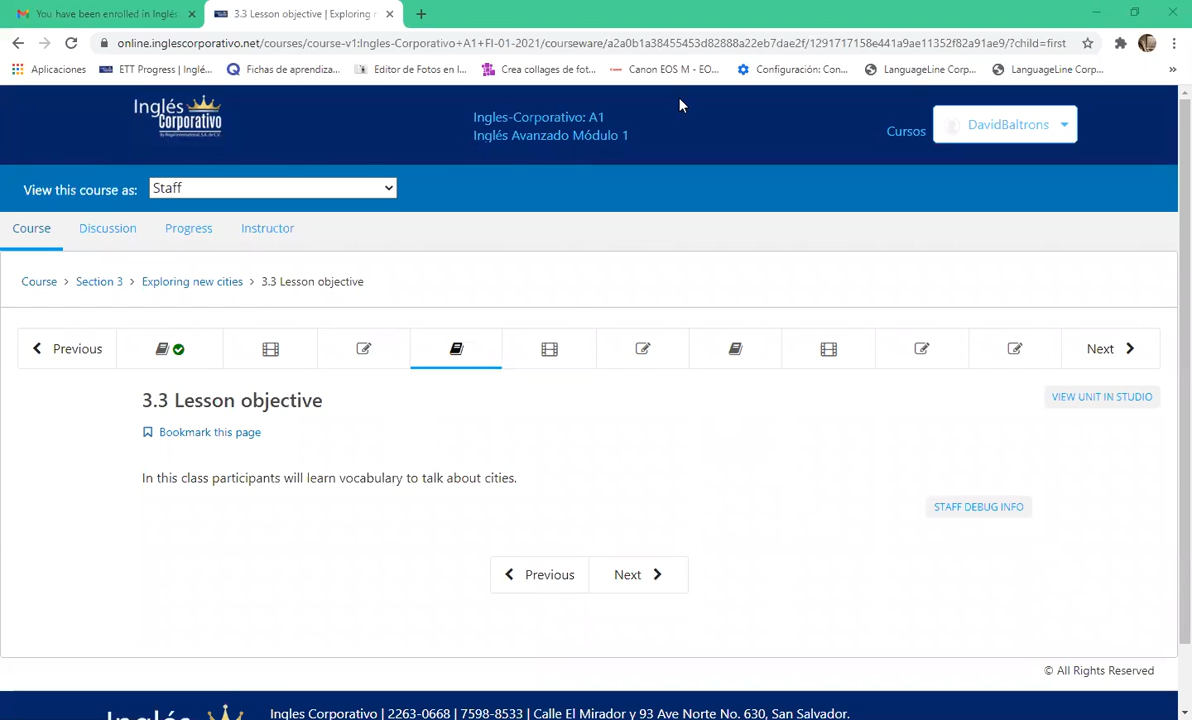 You have been enrolled in Inglés
3.3 Lesson objective | Exploring
online.inglescorporativo.net/courses/course-v1:Ingles-Corporativo+A1+FI-01-2021/courseware/a2a0b1a38455453d82888a22eb7dae2f/1291717158e441a9ae11352f82a91ae9/?child=first
Aplicaciones ETT Progress | Inglé... Fichas de aprendiza... Editor de Fotos en l... Crea collages de fot... Canon EOS M - EO... Configuración: Con... LanguageLine Corp... LanguageLine Corp... »
Inglés Corporativo
Ingles-Corporativo: A1
Inglés Avanzado Módulo 1
Cursos DavidBaltrons
View this course as: Staff
Course Discussion Progress Instructor
Course > Section 3 > Exploring new cities > 3.3 Lesson objective
Previous Next
3.3 Lesson objective
VIEW UNIT IN STUDIO
Bookmark this page
In this class participants will learn vocabulary to talk about cities.
STAFF DEBUG INFO
Previous Next
© All Rights Reserved
Inglés
Ingles Corporativo | 2263-0668 | 7598-8533 | Calle El Mirador y 93 Ave Norte No. 630, San Salvador.